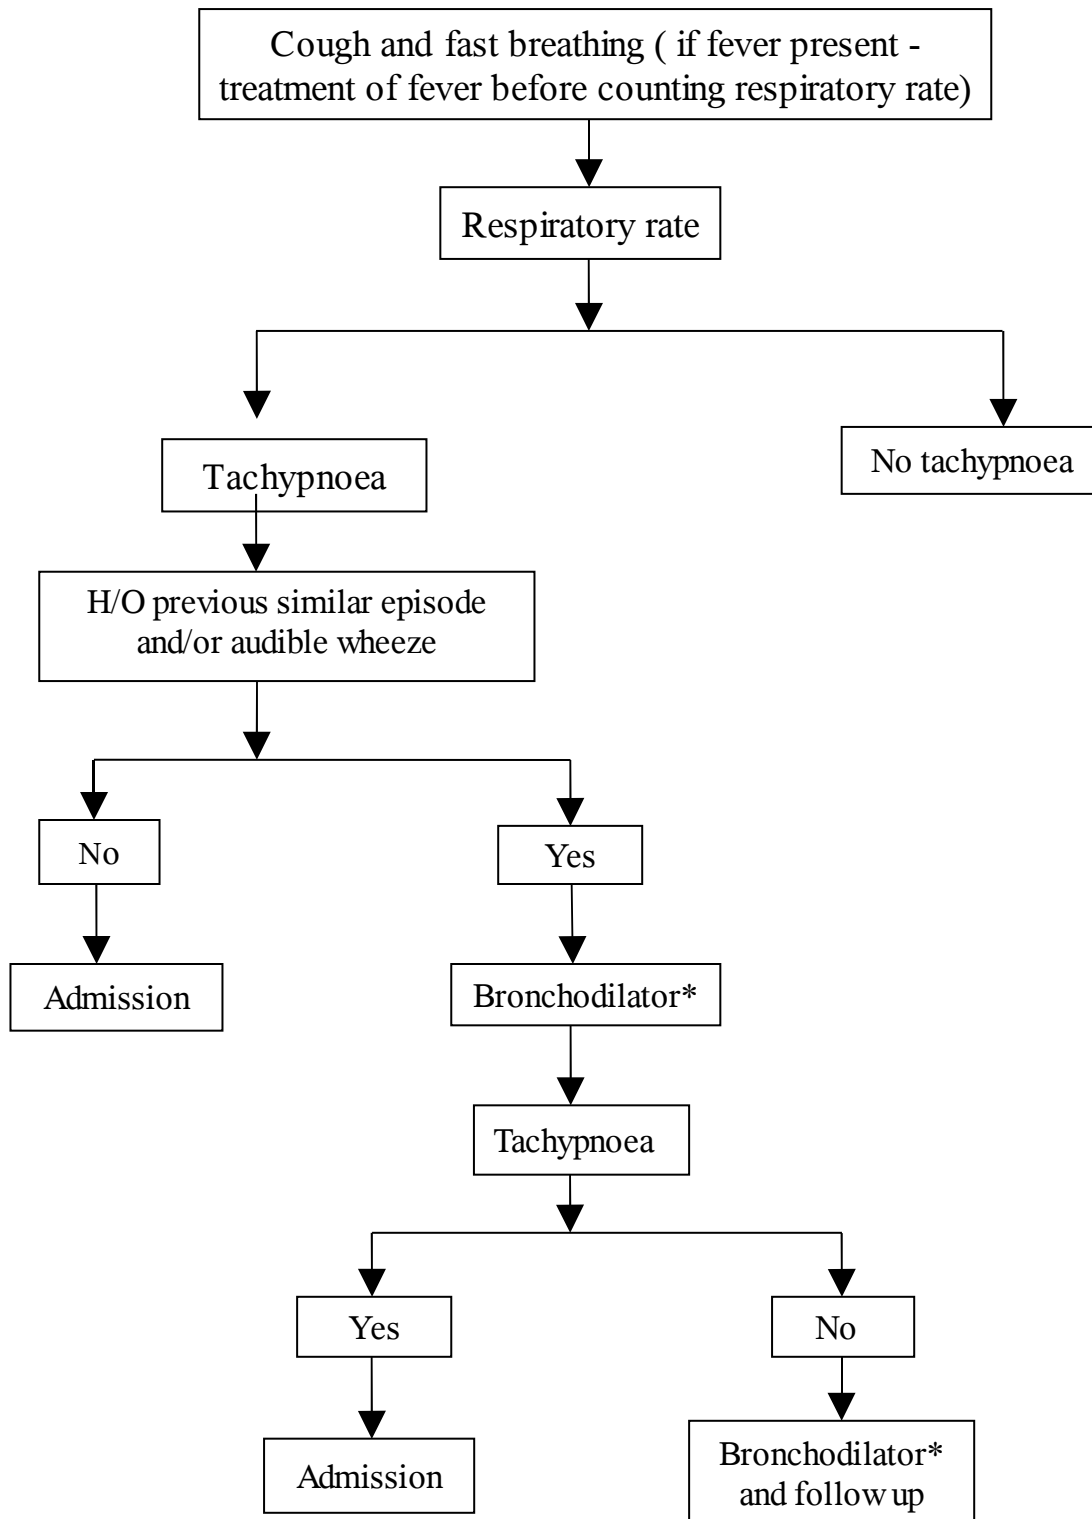 Cough and fast breathing ( if fever present -
treatment of fever before counting respiratory rate)
Respiratory rate
Tachypnoea
No tachypnoea
H/O previous similar episode
and/or audible wheeze
No
Yes
Admission
Bronchodilator*
Tachypnoea
Yes
No
Admission
Bronchodilator*
and follow up